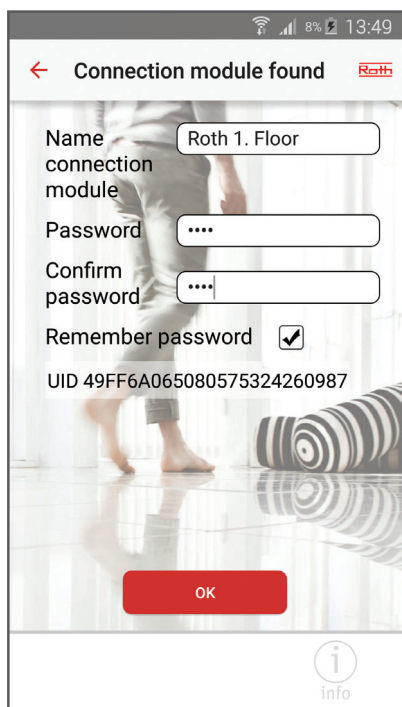 8% 13:49
Connection module found Roth
Name Roth 1. Floor
connection
module
Password ••••
Confirm
password ••••
Remember password
UID 49FF6A065080575324260987
OK
i
info